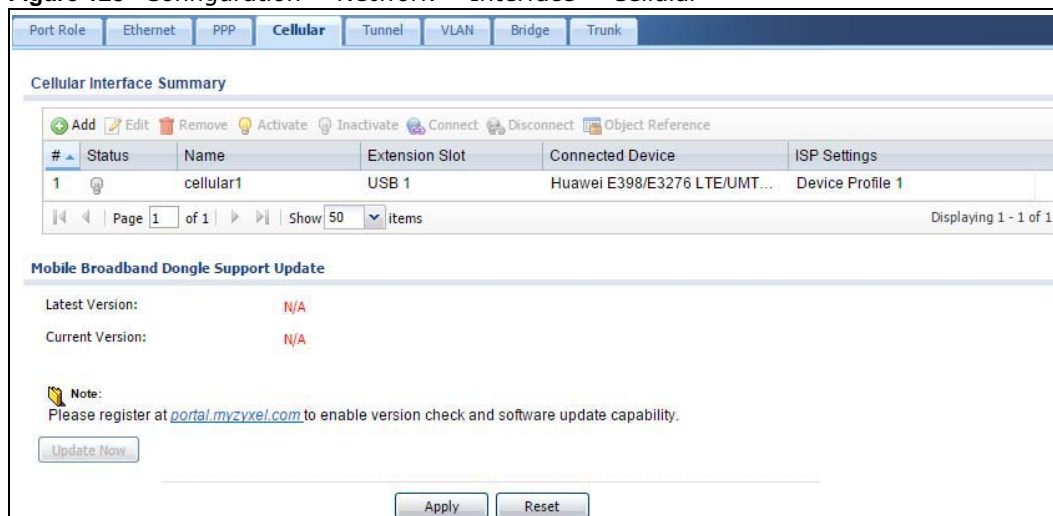 Port Role Ethernet PPP Cellular Tunnel VLAN Bridge Trunk
Cellular Interface Summary
Add Edit Remove Activate Inactivate Connect Disconnect Object Reference
# Status Name Extension Slot Connected Device ISP Settings
1 cellular1 USB 1 Huawei E398/E3276 LTE/UMT... Device Profile 1
Page 1 of 1 Show 50 items Displaying 1 - 1 of 1
Mobile Broadband Dongle Support Update
Latest Version: N/A
Current Version: N/A
Note:
Please register at portal.myzyxel.com to enable version check and software update capability.
Update Now
Apply Reset